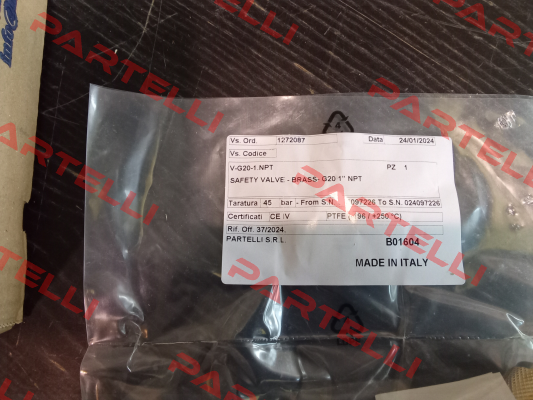 Vs. Ord. 1272087 Data 24/01/2024
Vs. Codice
V-G20-1.NPT PZ 1
SAFETY VALVE - BRASS- G20 1" NPT
Taratura 45 bar - From S.N. 097226 To S.N. 024097226
Certificati CE IV PTFE 96 / +250 °C)
Rif. Off. 37/2024
PARTELLI S.R.L.
B01604
MADE IN ITALY
PARTELLI
PARTELLI
PARTELLI
PARTELLI
PARTELLI